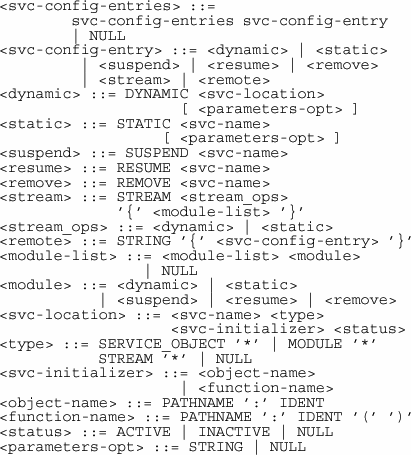 <svc-config-entries> ::=
svc-config-entries svc-config-entry
| NULL
<svc-config-entry> ::= <dynamic> | <static>
| <suspend> | <resume> | <remove>
| <stream> | <remote>
<dynamic> ::= DYNAMIC <svc-location>
[ <parameters-opt> ]
<static> ::= STATIC <svc-name>
[ <parameters-opt> ]
<suspend> ::= SUSPEND <svc-name>
<resume> ::= RESUME <svc-name>
<remove> ::= REMOVE <svc-name>
<stream> ::= STREAM <stream_ops>
'{' <module-list> '}'
<stream_ops> ::= <dynamic> | <static>
<remote> ::= STRING '{' <svc-config-entry> '}'
<module-list> ::= <module-list> <module>
| NULL
<module> ::= <dynamic> | <static>
| <suspend> | <resume> | <remove>
<svc-location> ::= <svc-name> <type>
<svc-initializer> <status>
<type> ::= SERVICE_OBJECT '*' | MODULE '*'
STREAM '*' | NULL
<svc-initializer> ::= <object-name>
| <function-name>
<object-name> ::= PATHNAME ':' IDENT
<function-name> ::= PATHNAME ':' IDENT '(' ')'
<status> ::= ACTIVE | INACTIVE | NULL
<parameters-opt> ::= STRING | NULL